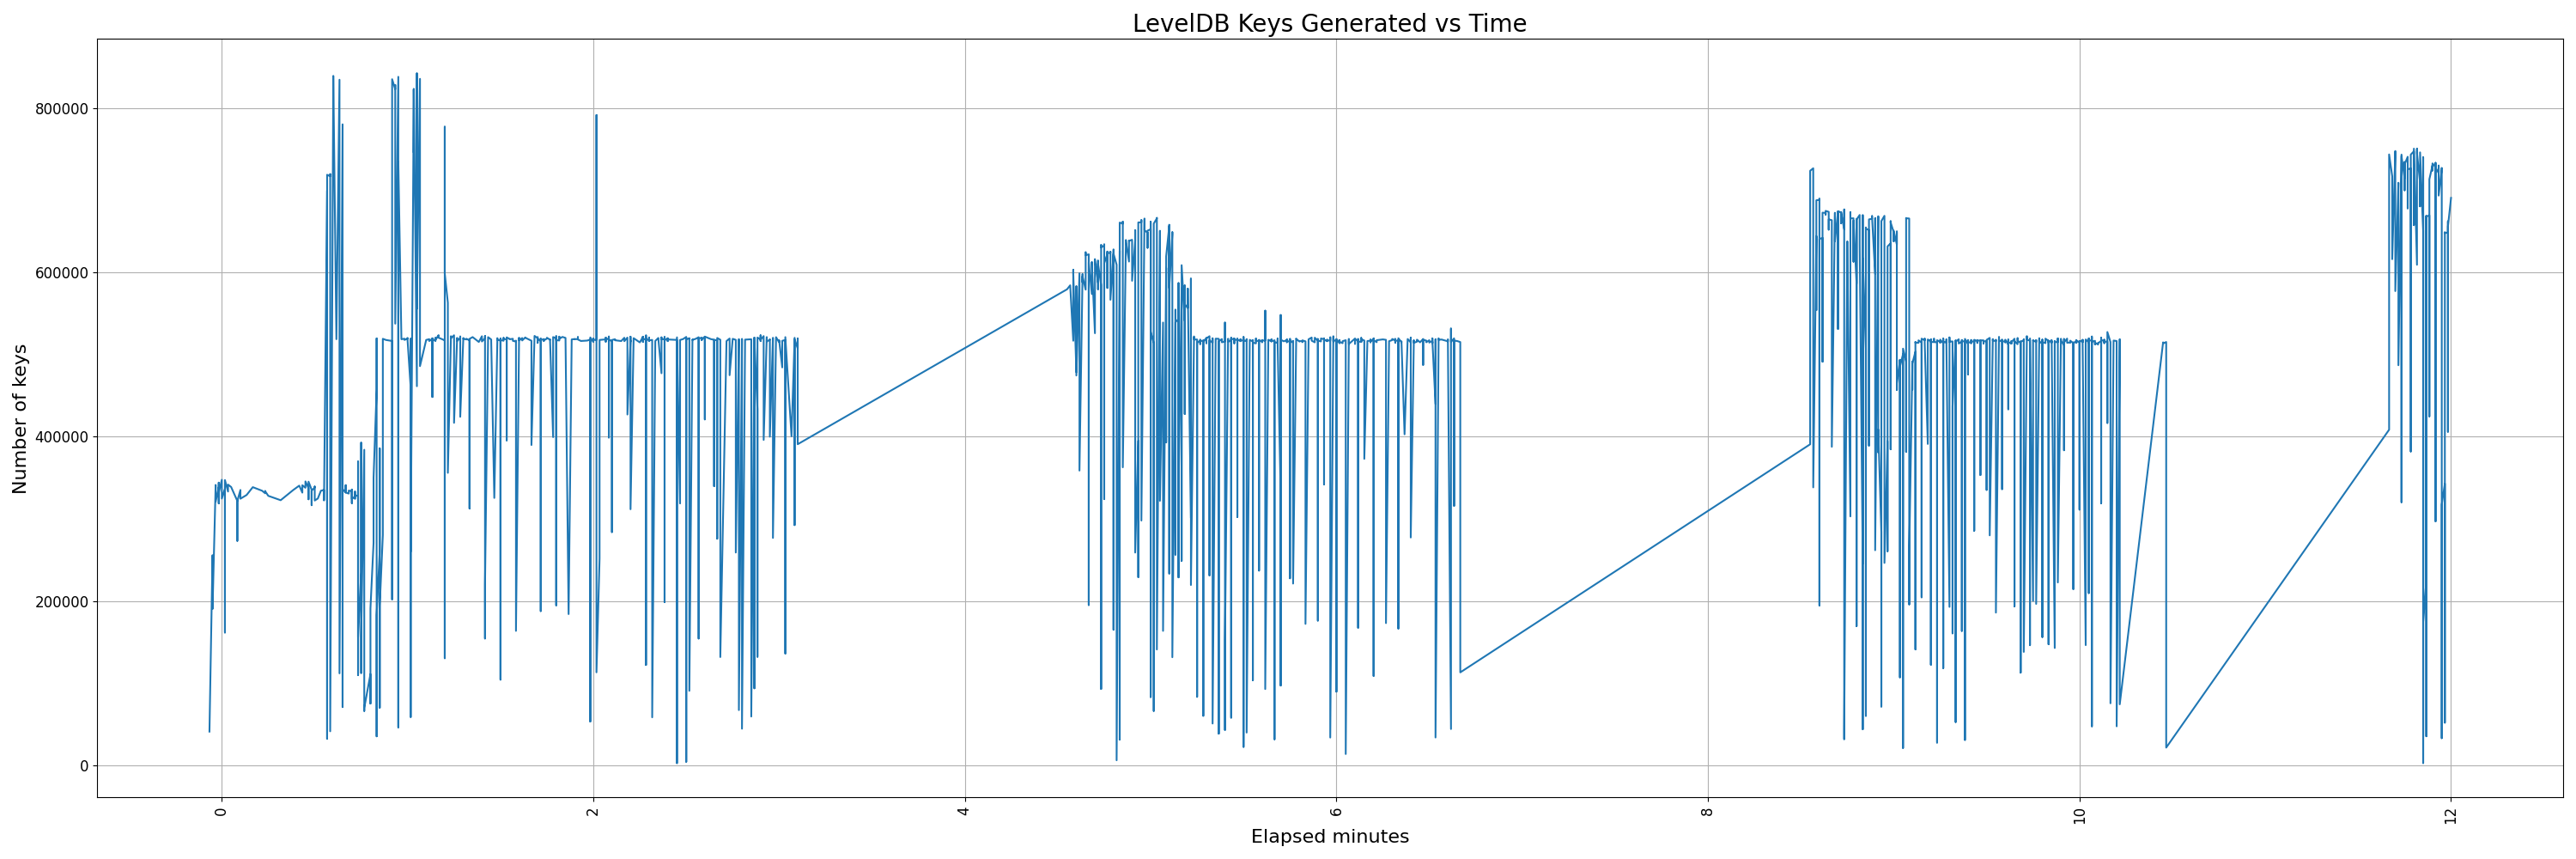 LevelDB Keys Generated vs Time
Number of keys
800000
600000
400000
200000
0
0 2 4 6 8 10 12
Elapsed minutes